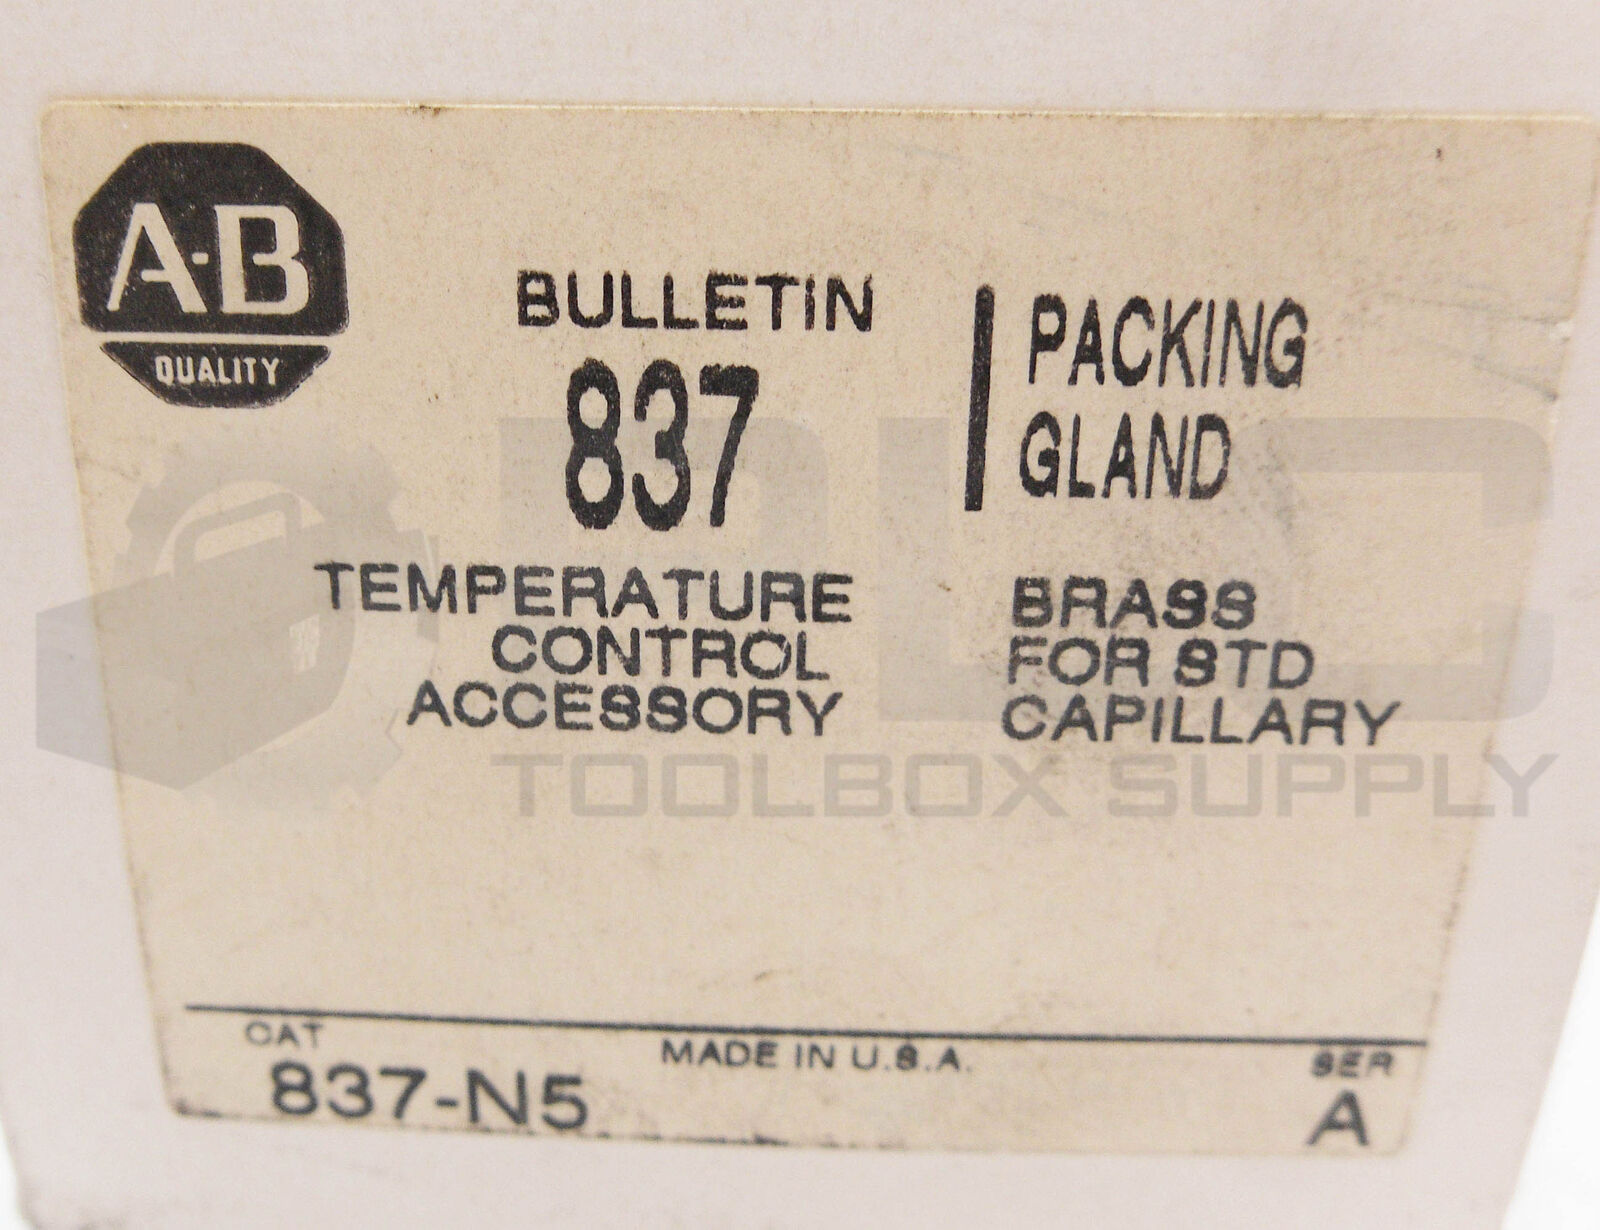 A-B
QUALITY
BULLETIN
837
TEMPERATURE
CONTROL
ACCESSORY
PACKING
GLAND
BRASS
FOR STD
CAPILLARY
PLC
TOOLBOX SUPPLY
CAT
837-N5
MADE IN U.S.A.
SER
A